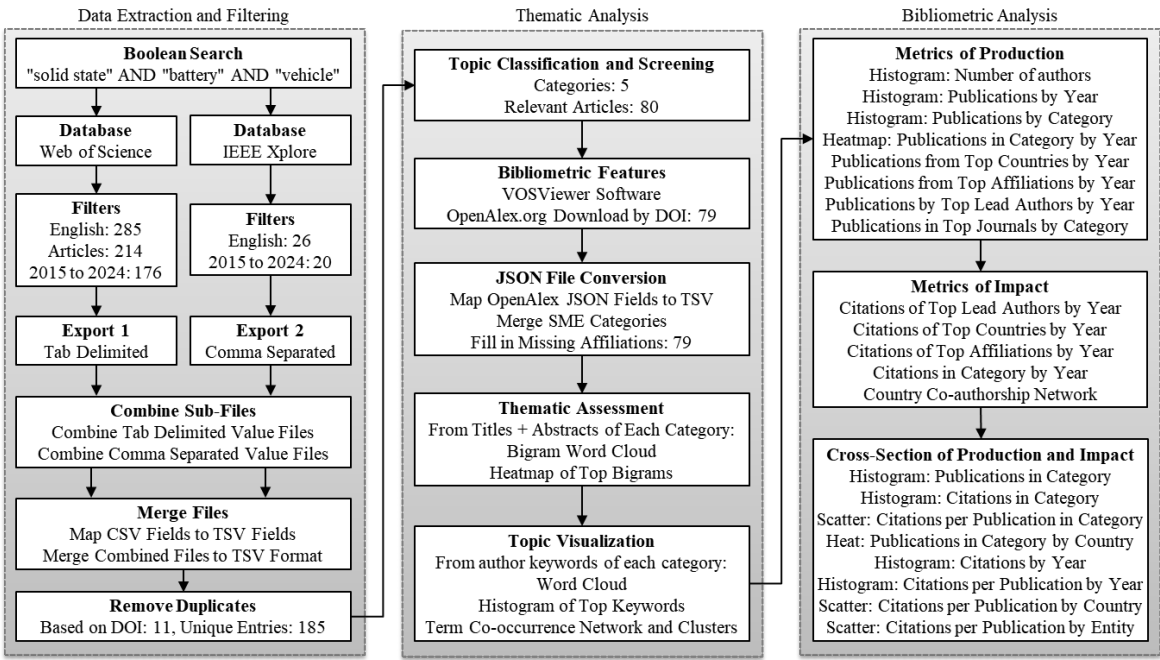 Data Extraction and Filtering
Boolean Search
"solid state" AND "battery" AND "vehicle"
Database
Web of Science
Database
IEEE Xplore
Filters
English: 285
Articles: 214
2015 to 2024: 176
Filters
English: 26
2015 to 2024: 20
Export 1
Tab Delimited
Export 2
Comma Separated
Combine Sub-Files
Combine Tab Delimited Value Files
Combine Comma Separated Value Files
Merge Files
Map CSV Fields to TSV Fields
Merge Combined Files to TSV Format
Remove Duplicates
Based on DOI: 11, Unique Entries: 185
Thematic Analysis
Topic Classification and Screening
Categories: 5
Relevant Articles: 80
Bibliometric Features
VOSViewer Software
OpenAlex.org Download by DOI: 79
JSON File Conversion
Map OpenAlex JSON Fields to TSV
Merge SME Categories
Fill in Missing Affiliations: 79
Thematic Assessment
From Titles + Abstracts of Each Category:
Bigram Word Cloud
Heatmap of Top Bigrams
Topic Visualization
From author keywords of each category:
Word Cloud
Histogram of Top Keywords
Term Co-occurrence Network and Clusters
Bibliometric Analysis
Metrics of Production
Histogram: Number of authors
Histogram: Publications by Year
Histogram: Publications by Category
Heatmap: Publications in Category by Year
Publications from Top Countries by Year
Publications from Top Affiliations by Year
Publications by Top Lead Authors by Year
Publications in Top Journals by Category
Metrics of Impact
Citations of Top Lead Authors by Year
Citations of Top Countries by Year
Citations of Top Affiliations by Year
Citations in Category by Year
Country Co-authorship Network
Cross-Section of Production and Impact
Histogram: Publications in Category
Histogram: Citations in Category
Scatter: Citations per Publication in Category
Heat: Publications in Category by Country
Histogram: Citations by Year
Histogram: Citations per Publication by Year
Scatter: Citations per Publication by Country
Scatter: Citations per Publication by Entity